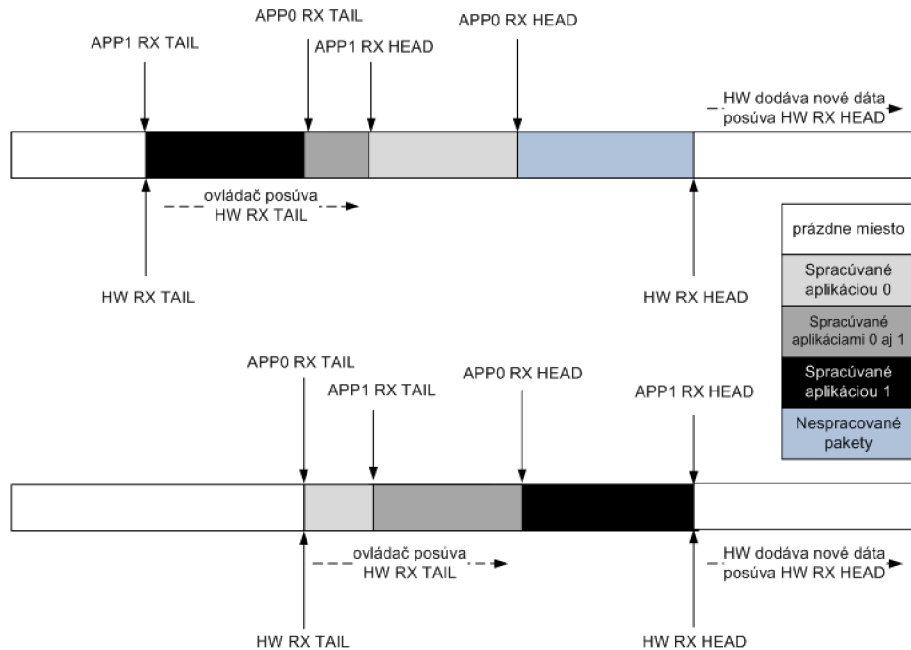 APP0 RX TAIL
APP0 RX HEAD
APP1 RX TAIL
APP1 RX HEAD
HW dodáva nové dáta
posúva HW RX HEAD
ovládač posúva
HW RX TAIL
HW RX TAIL
HW RX HEAD
prázdne miesto
Spracúvané
aplikáciou 0
Spracúvané
aplikáciami 0 aj 1
Spracúvané
aplikáciou 1
Nespracované
pakety
APP0 RX TAIL
APP0 RX HEAD
APP1 RX TAIL
APP1 RX HEAD
ovládač posúva
HW RX TAIL
HW dodáva nové dáta
posúva HW RX HEAD
HW RX TAIL
HW RX HEAD